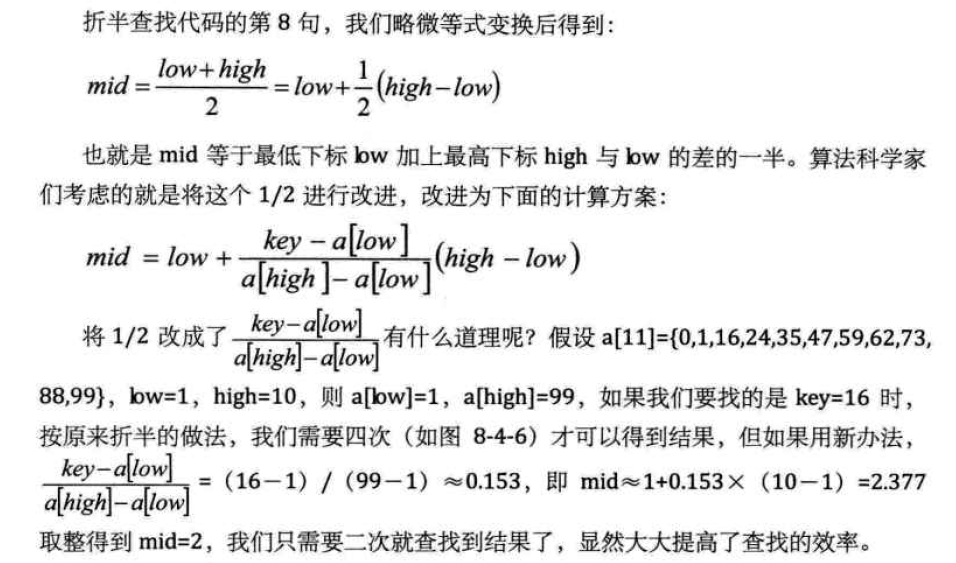 折半查找代码的第 8 句，我们略微等式变换后得到：
mid = \frac{low+high}{2} = low+\frac{1}{2}(high-low)
也就是 mid 等于最低下标 low 加上最高下标 high 与 low 的差的一半。算法科学家
们考虑的就是将这个 1/2 进行改进，改进为下面的计算方案：
mid = low + \frac{key-a[low]}{a[high]-a[low]}(high-low)
将 1/2 改成了 \frac{key-a[low]}{a[high]-a[low]} 有什么道理呢？假设 a[11]={0,1,16,24,35,47,59,62,73,
88,99}，low=1，high=10，则 a[low]=1，a[high]=99，如果我们要找的是 key=16 时，
按原来折半的做法，我们需要四次（如图 8-4-6）才可以得到结果，但如果用新办法，
\frac{key-a[low]}{a[high]-a[low]} =（16-1）/（99-1）≈0.153，即 mid≈1+0.153×（10-1）=2.377
取整得到 mid=2，我们只需要二次就查找到结果了，显然大大提高了查找的效率。